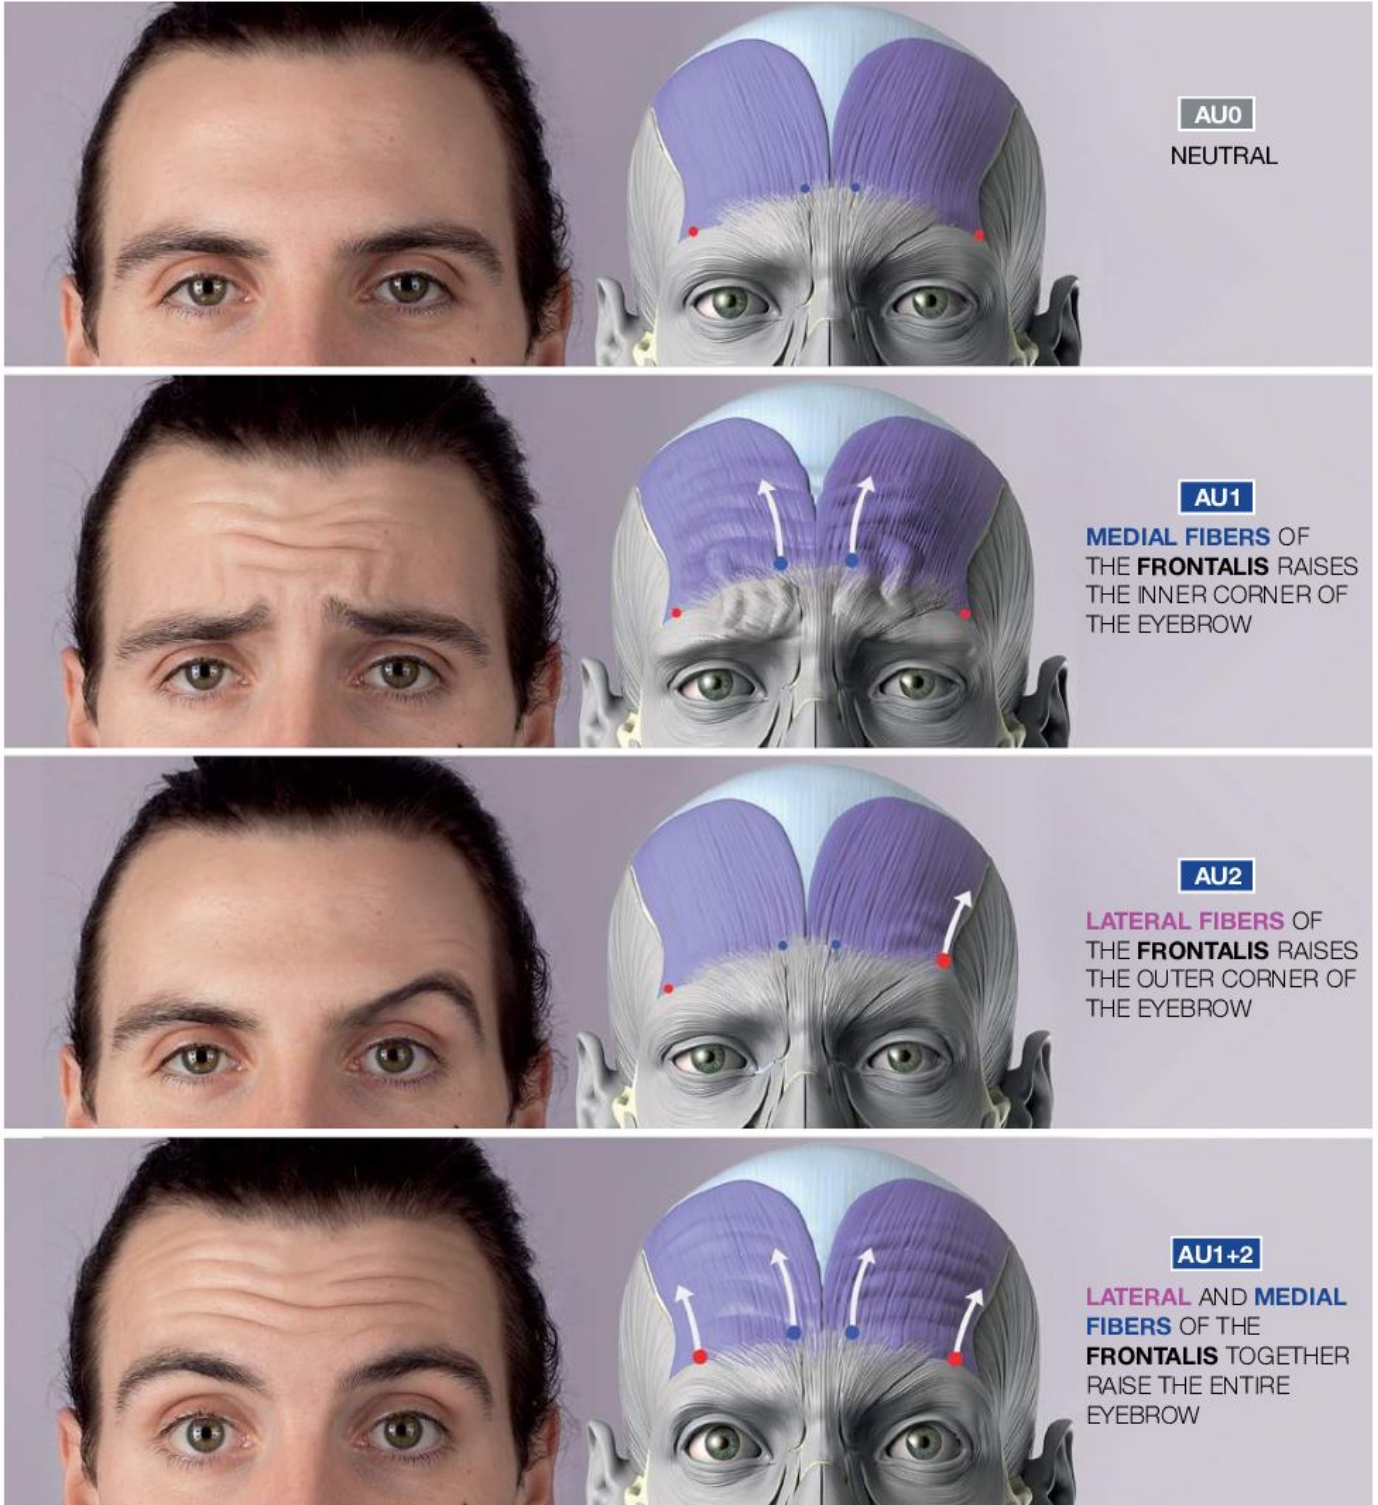 AU0
NEUTRAL
AU1
MEDIAL FIBERS OF
THE FRONTALIS RAISES
THE INNER CORNER OF
THE EYEBROW
AU2
LATERAL FIBERS OF
THE FRONTALIS RAISES
THE OUTER CORNER OF
THE EYEBROW
AU1+2
LATERAL AND MEDIAL
FIBERS OF THE
FRONTALIS TOGETHER
RAISE THE ENTIRE
EYEBROW